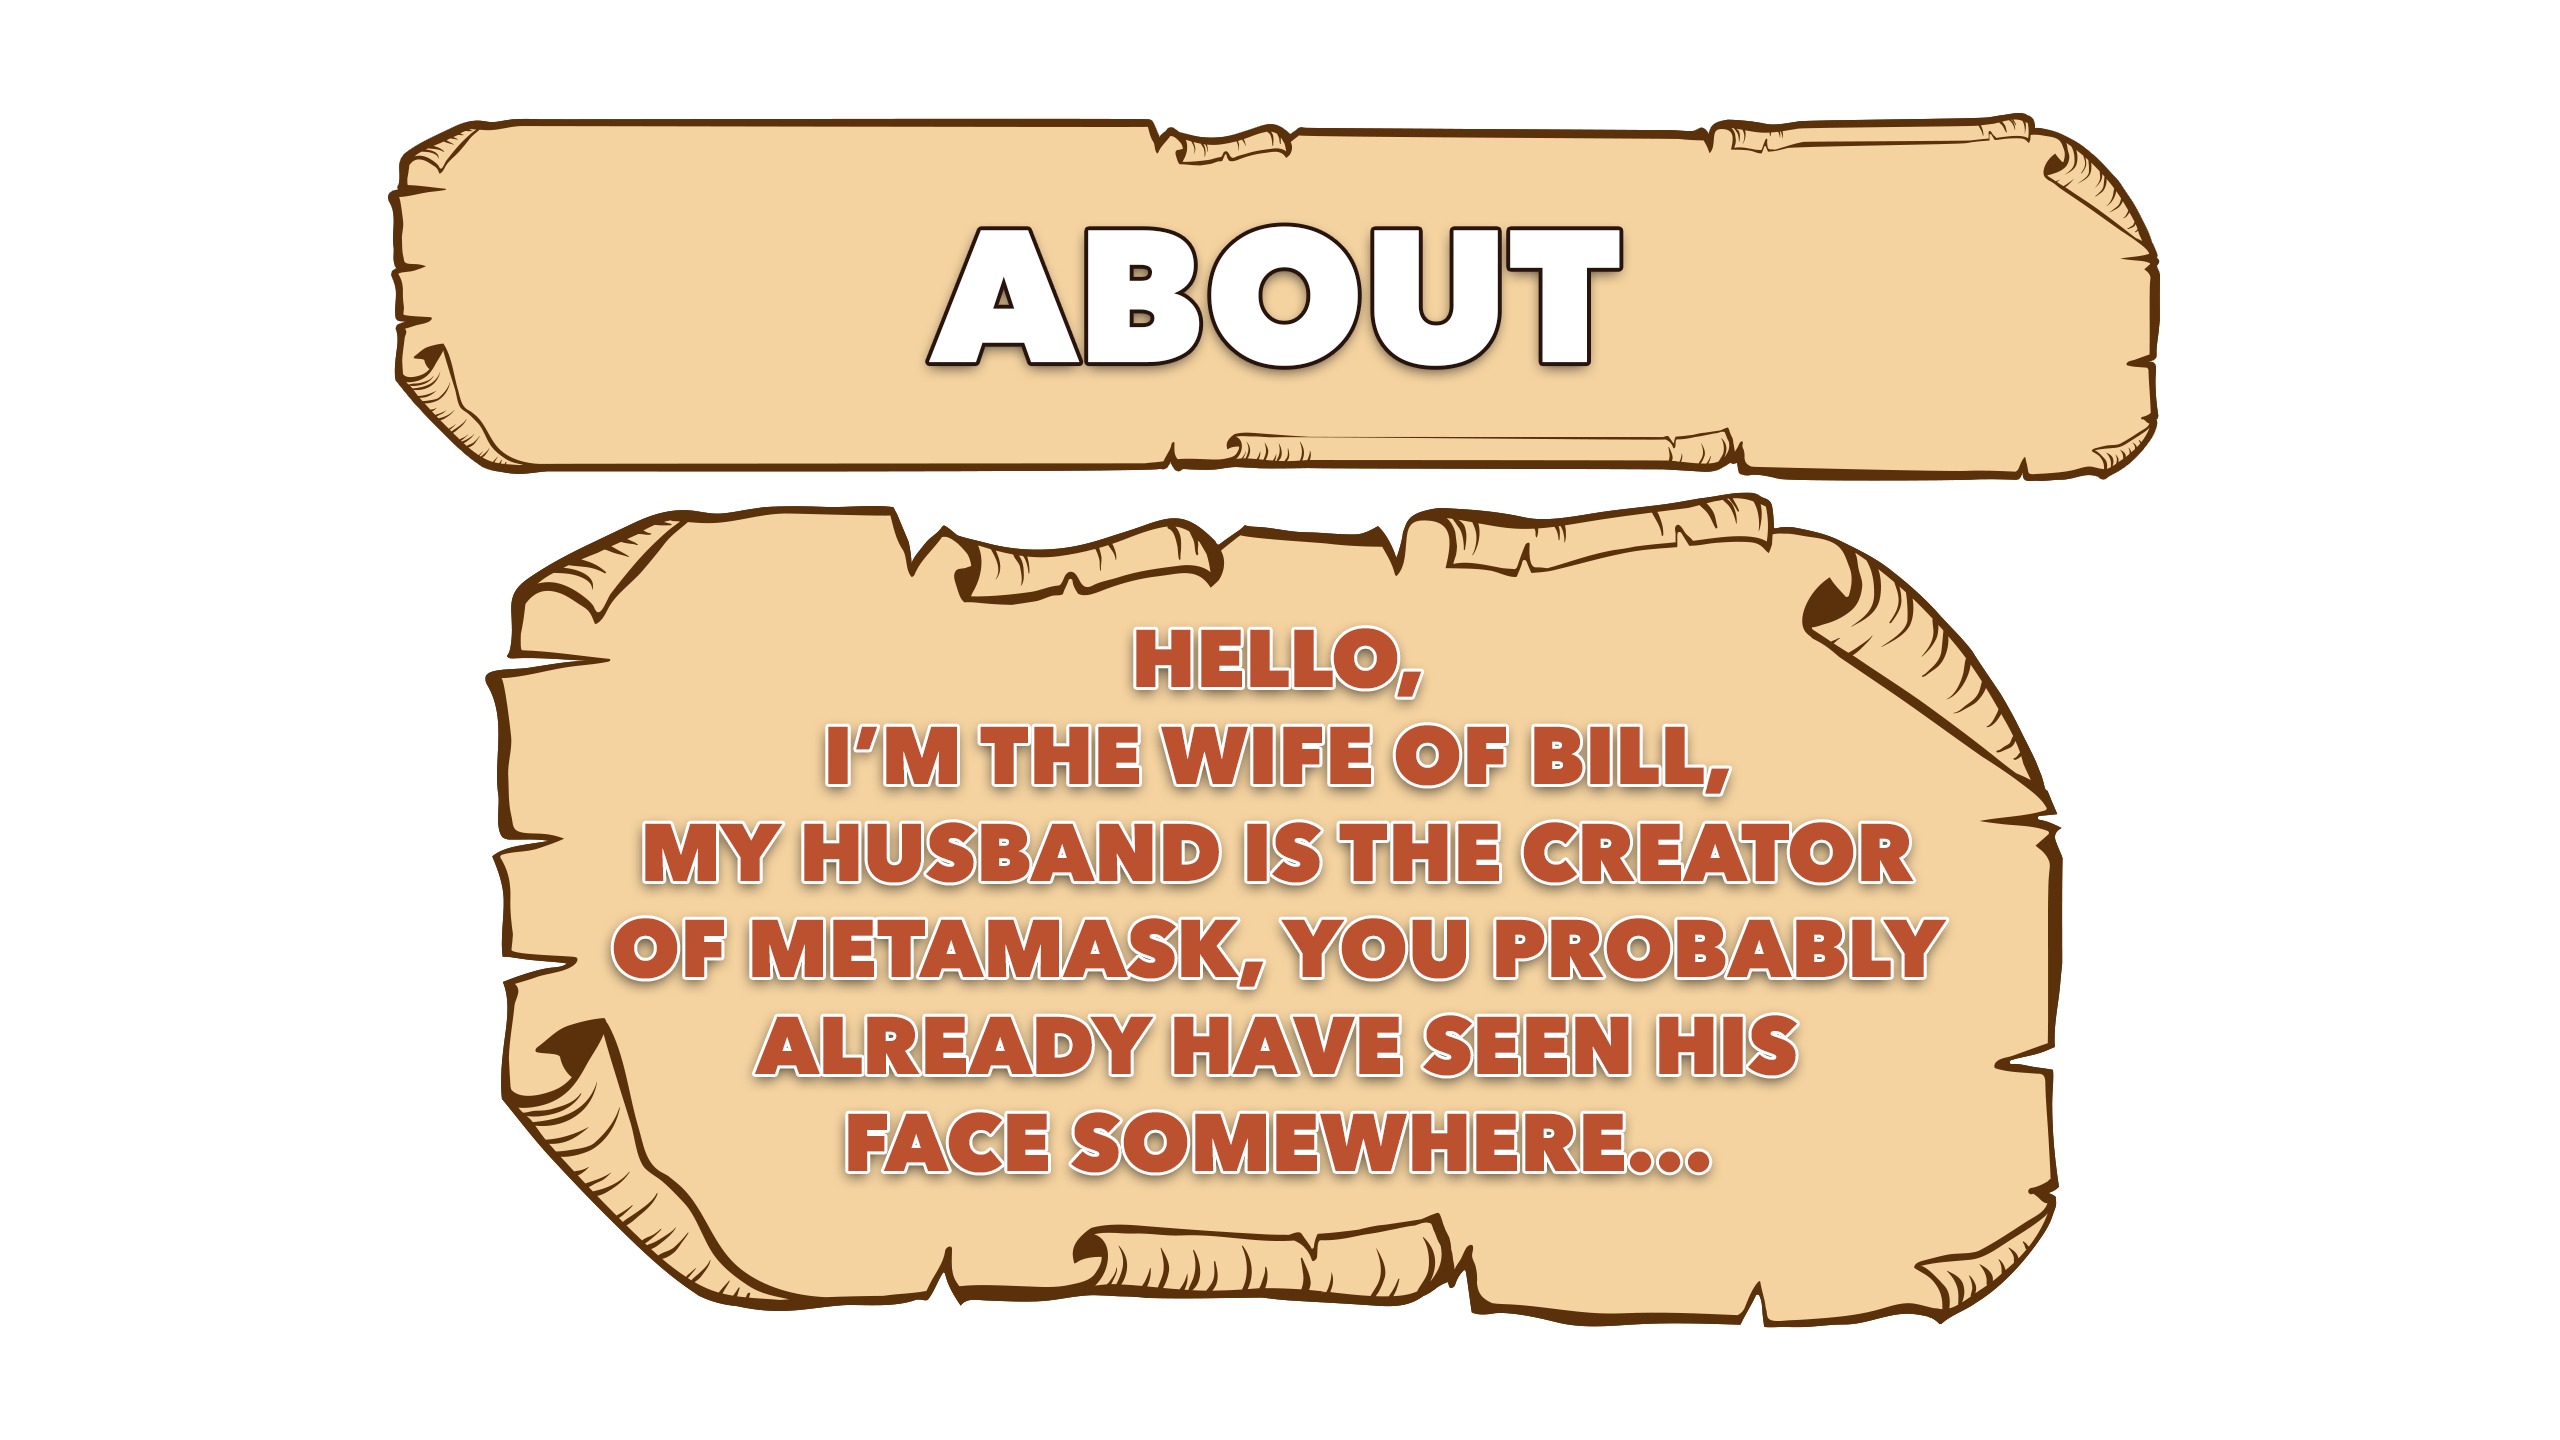 ABOUT
HELLO,
I’M THE WIFE OF BILL,
MY HUSBAND IS THE CREATOR
OF METAMASK, YOU PROBABLY
ALREADY HAVE SEEN HIS
FACE SOMEWHERE...